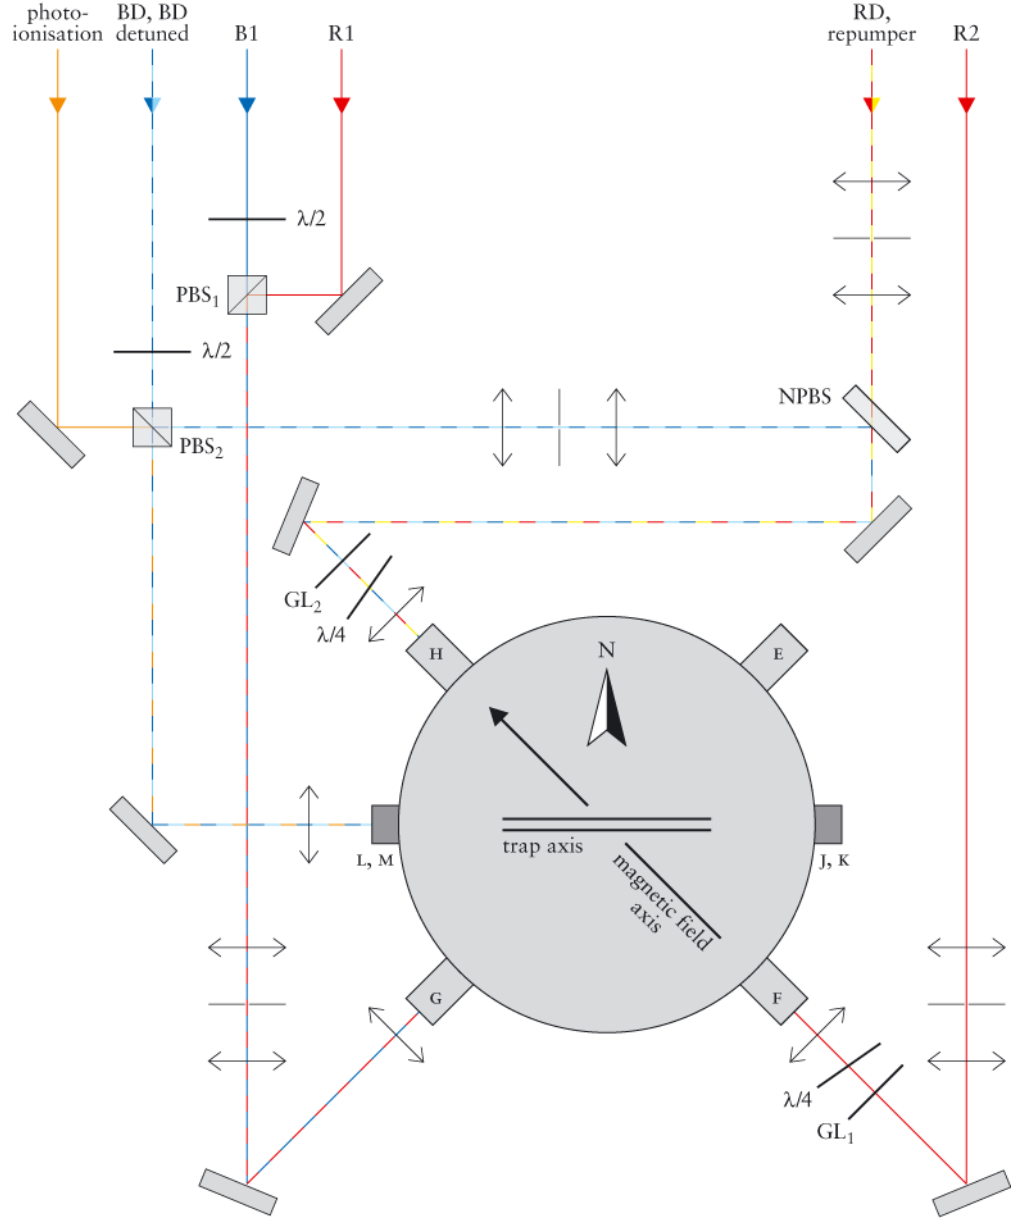 photo-
ionisation
BD, BD
detuned
B1
R1
RD,
repumper
R2
λ/2
PBS₁
λ/2
NPBS
PBS₂
GL₂
λ/4
H
E
N
trap axis
L, M
J, K
magnetic field
axis
G
F
λ/4
GL₁